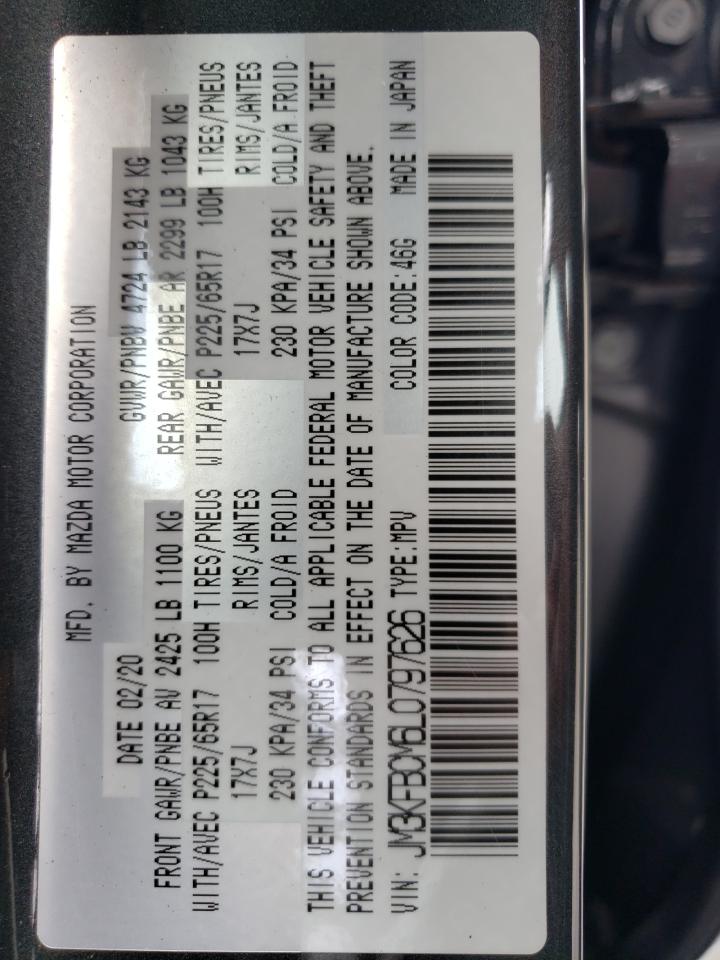 MFD. BY MAZDA MOTOR CORPORATION
DATE 02/20 GVWR/PNBV 4724 LB 2143 KG
FRONT GAWR/PNBE AV 2425 LB 1100 KG REAR GAWR/PNBE AR 2299 LB 1043 KG
WITH/AVEC P225/65R17 100H TIRES/PNEUS WITH/AVEC P225/65R17 100H TIRES/PNEUS
17X7J RIMS/JANTES 17X7J RIMS/JANTES
230 KPA/34 PSI COLD/A FROID 230 KPA/34 PSI COLD/A FROID
THIS VEHICLE CONFORMS TO ALL APPLICABLE FEDERAL MOTOR VEHICLE SAFETY AND THEFT
PREVENTION STANDARDS IN EFFECT ON THE DATE OF MANUFACTURE SHOWN ABOVE.
VIN: JM3KFBCM6L0797626 TYPE:MPV COLOR CODE:46G MADE IN JAPAN